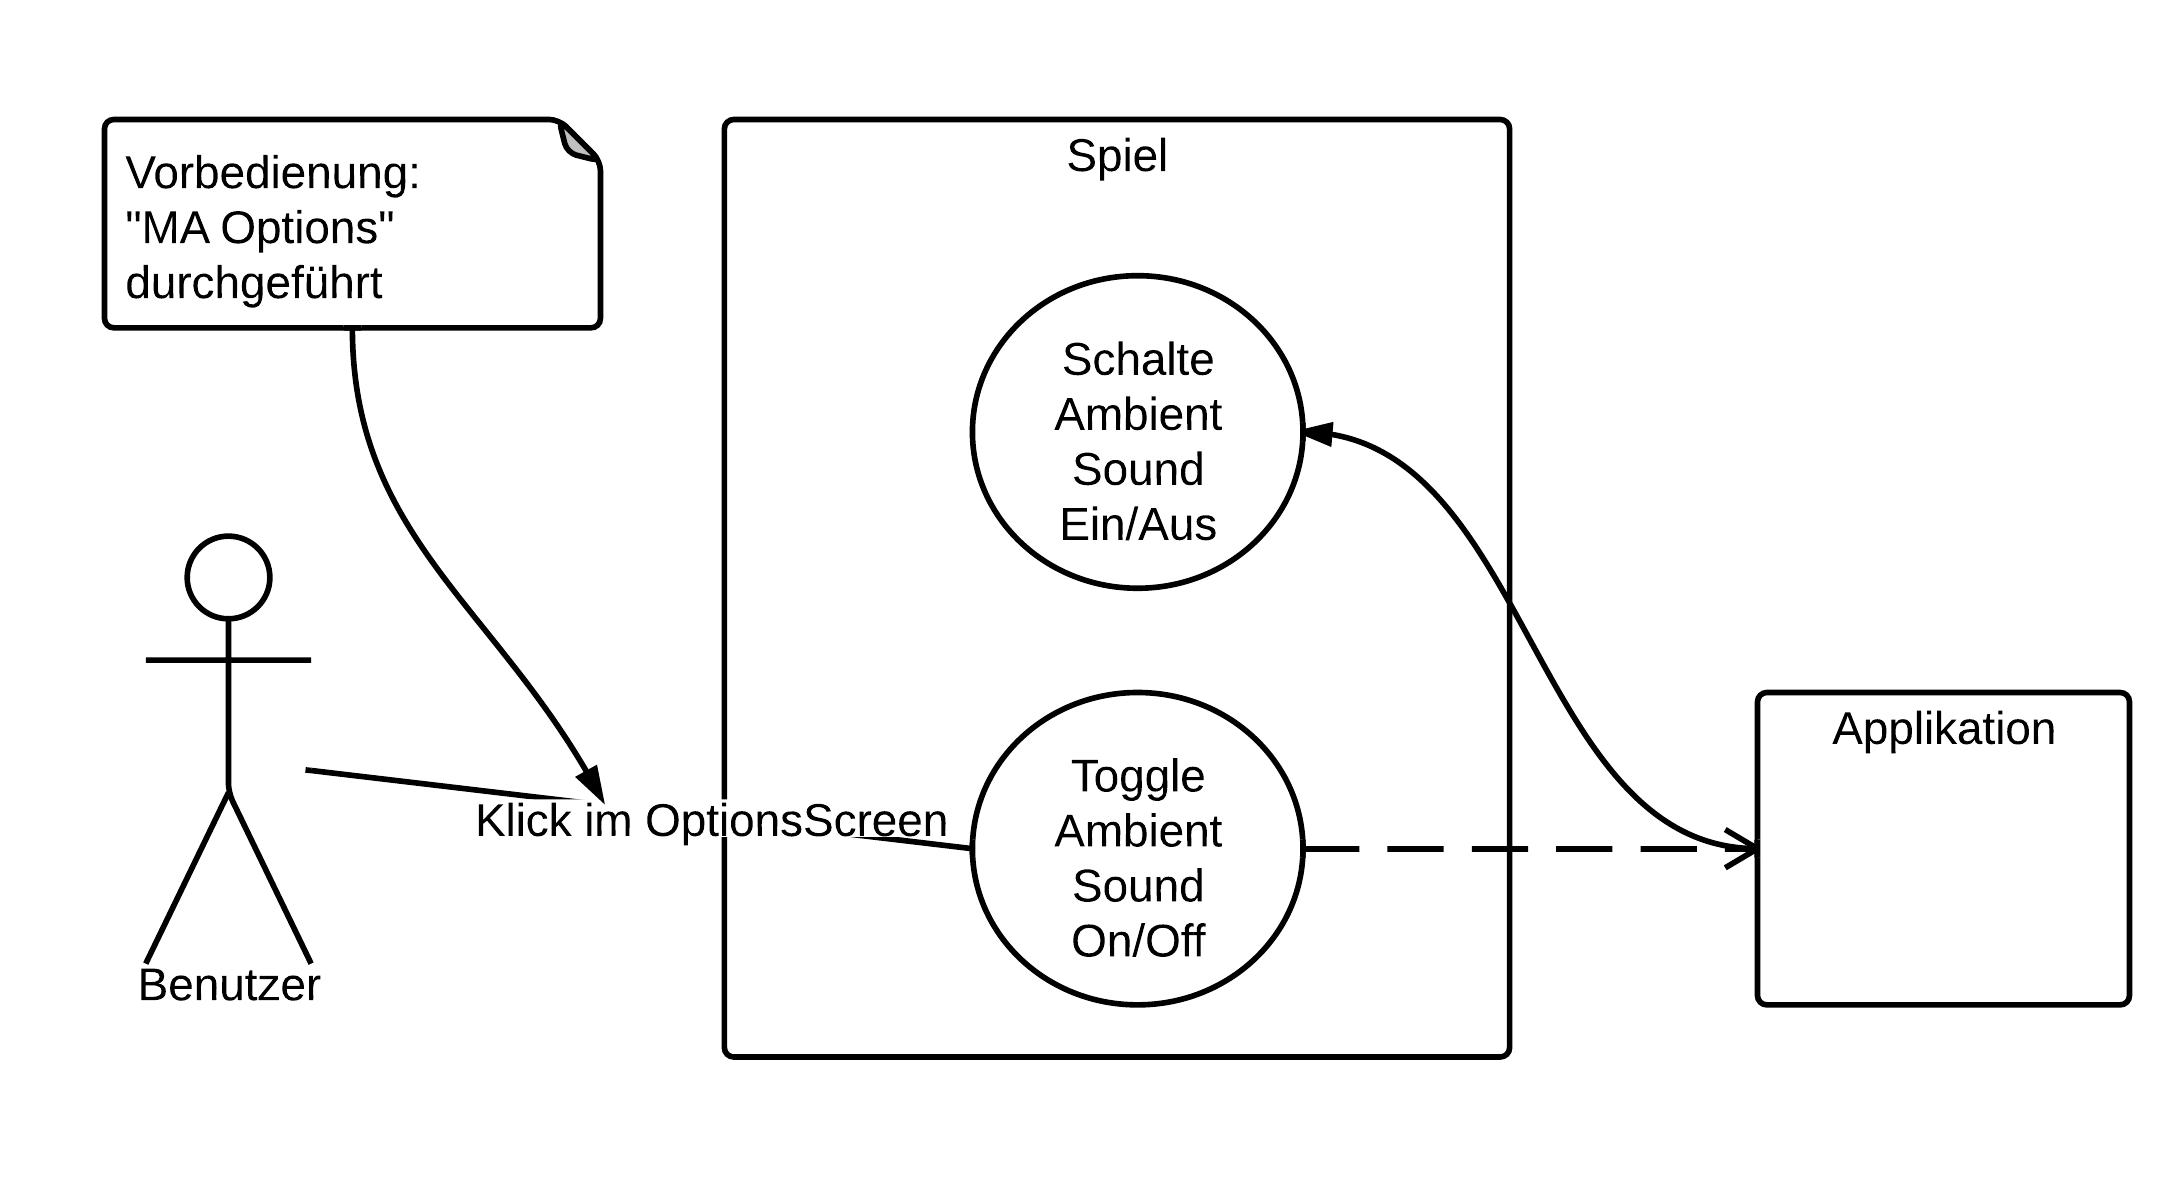 Vorbedienung:
"MA Options"
durchgeführt
Spiel
Schalte
Ambient
Sound
Ein/Aus
Applikation
Toggle
Ambient
Sound
On/Off
Klick im OptionsScreen
Benutzer